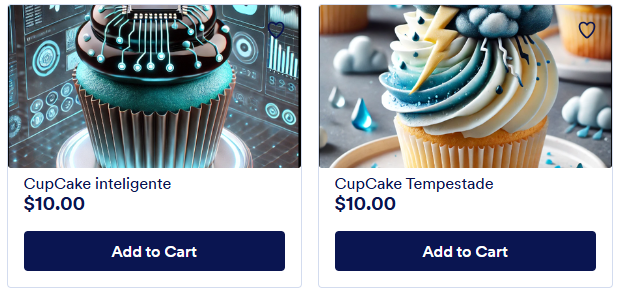 CupCake inteligente
$10.00
Add to Cart
CupCake Tempestade
$10.00
Add to Cart